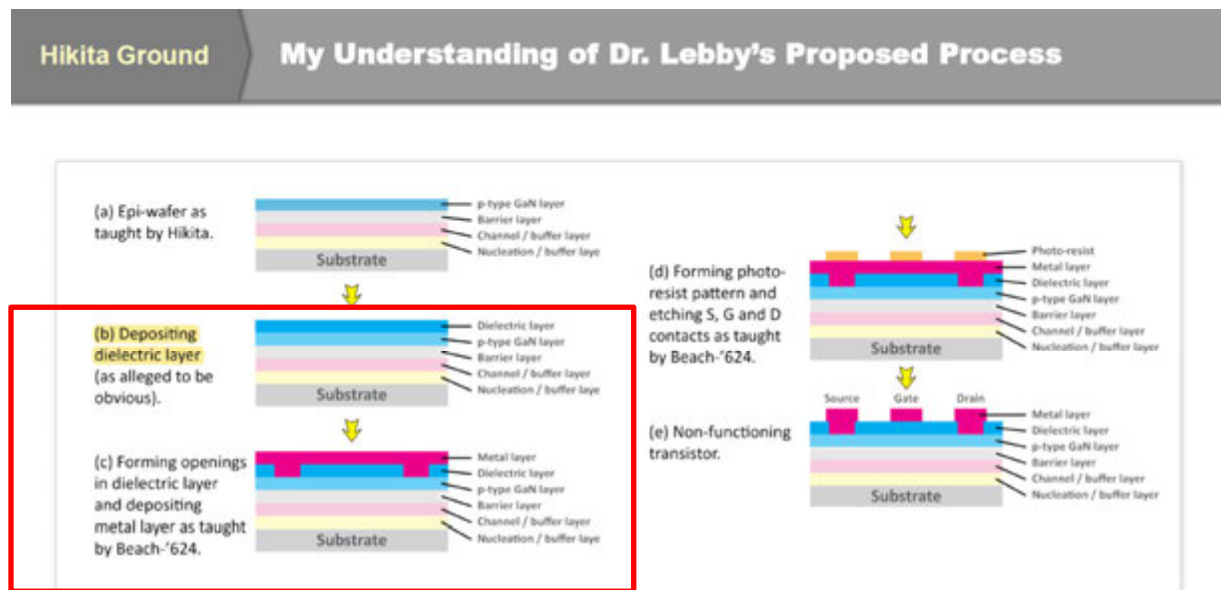 Hikita Ground
My Understanding of Dr. Lebby's Proposed Process
(a) Epi-wafer as
taught by Hikita.
p-type GaN layer
Barrier layer
Channel / buffer layer
Nucleation / buffer laye
Substrate
(b) Depositing
dielectric layer
(as alleged to be
obvious).
Dielectric layer
p-type GaN layer
Barrier layer
Channel / buffer layer
Nucleation / buffer laye
Substrate
(c) Forming openings
in dielectric layer
and depositing
metal layer as taught
by Beach-'624.
Metal layer
Dielectric layer
p-type GaN layer
Barrier layer
Channel / buffer layer
Nucleation / buffer laye
Substrate
(d) Forming photo-
resist pattern and
etching S, G and D
contacts as taught
by Beach-'624.
Photo-resist
Metal layer
Dielectric layer
p-type GaN layer
Barrier layer
Channel / buffer layer
Nucleation / buffer layer
Substrate
(e) Non-functioning
transistor.
Source Gate Drain
Metal layer
Dielectric layer
p-type GaN layer
Barrier layer
Channel / buffer layer
Nucleation / buffer layer
Substrate